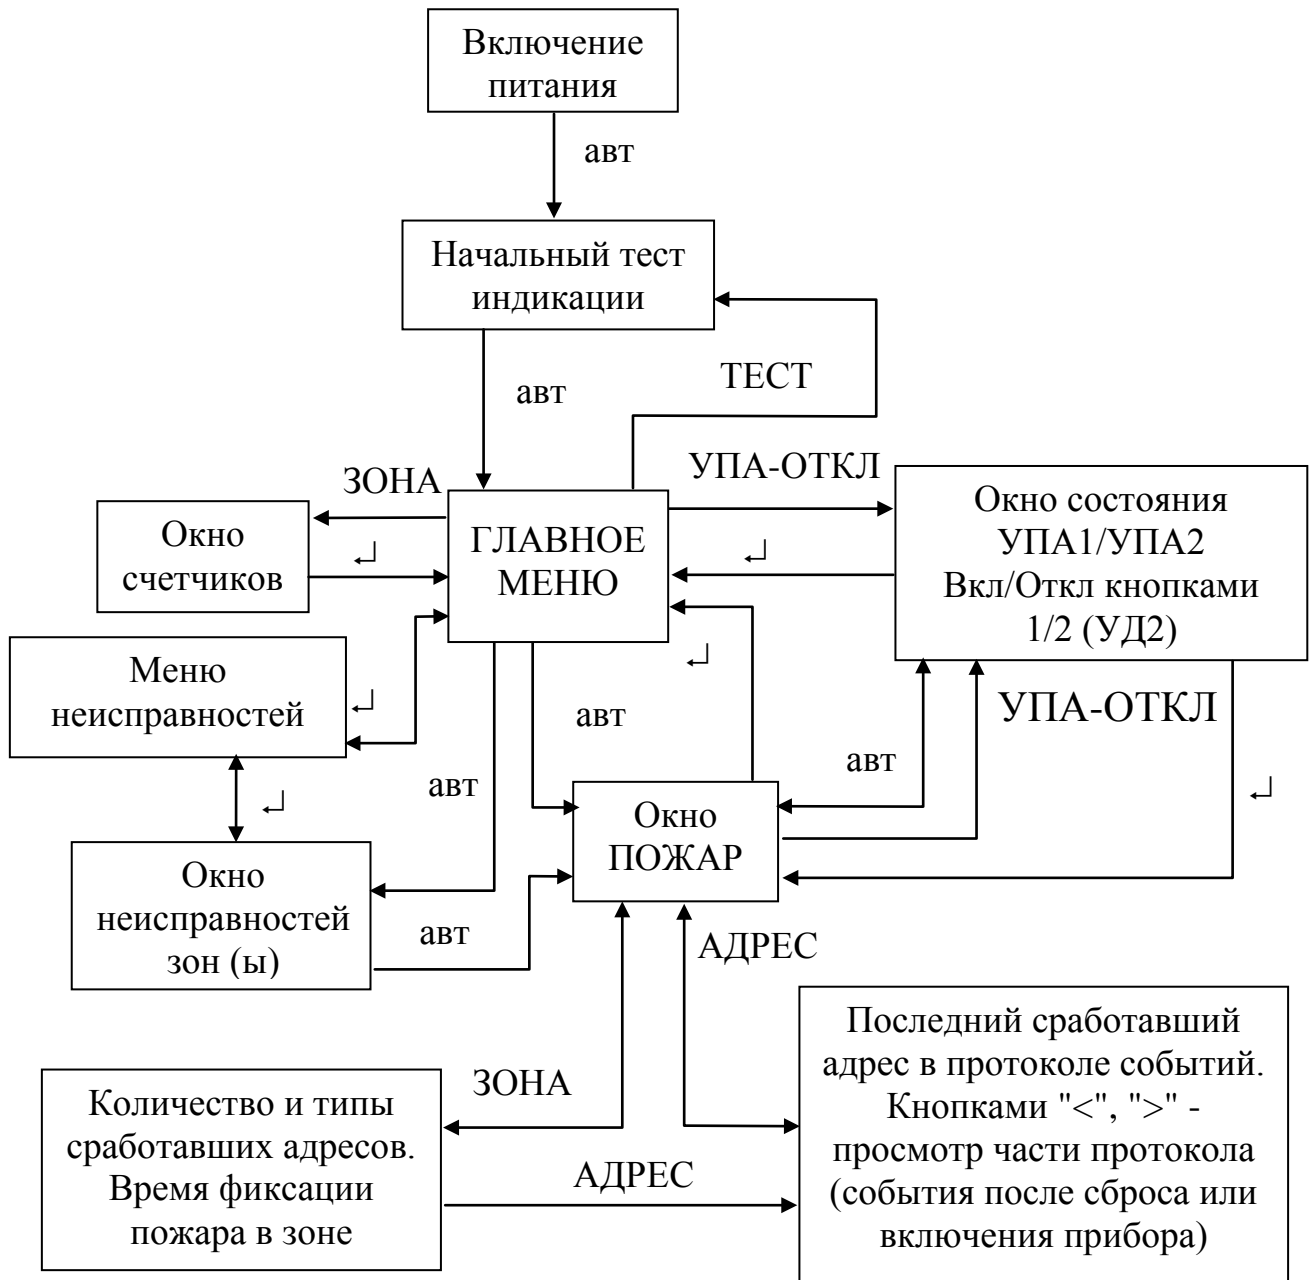 Включение
питания
авт
Начальный тест
индикации
авт
ТЕСТ
ЗОНА
УПА-ОТКЛ
Окно
счетчиков
↵
ГЛАВНОЕ
МЕНЮ
↵
Окно состояния
УПА1/УПА2
Вкл/Откл кнопками
1/2 (УД2)
Меню
неисправностей
↵
↵
авт
УПА-ОТКЛ
авт
авт
↵
↵
Окно
ПОЖАР
Окно
неисправностей
зон (ы)
авт
АДРЕС
ЗОНА
Количество и типы
сработавших адресов.
Время фиксации
пожара в зоне
АДРЕС
Последний сработавший
адрес в протоколе событий.
Кнопками "<", ">" -
просмотр части протокола
(события после сброса или
включения прибора)